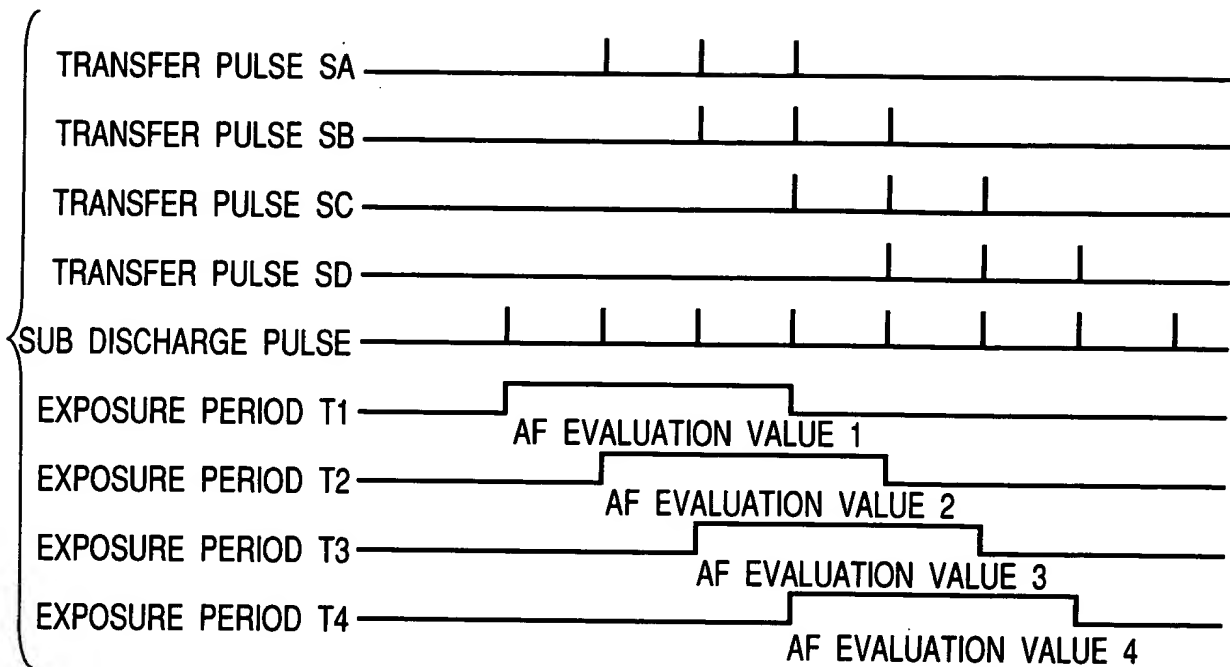 TRANSFER PULSE SA
TRANSFER PULSE SB
TRANSFER PULSE SC
TRANSFER PULSE SD
SUB DISCHARGE PULSE
EXPOSURE PERIOD T1
AF EVALUATION VALUE 1
EXPOSURE PERIOD T2
AF EVALUATION VALUE 2
EXPOSURE PERIOD T3
AF EVALUATION VALUE 3
EXPOSURE PERIOD T4
AF EVALUATION VALUE 4